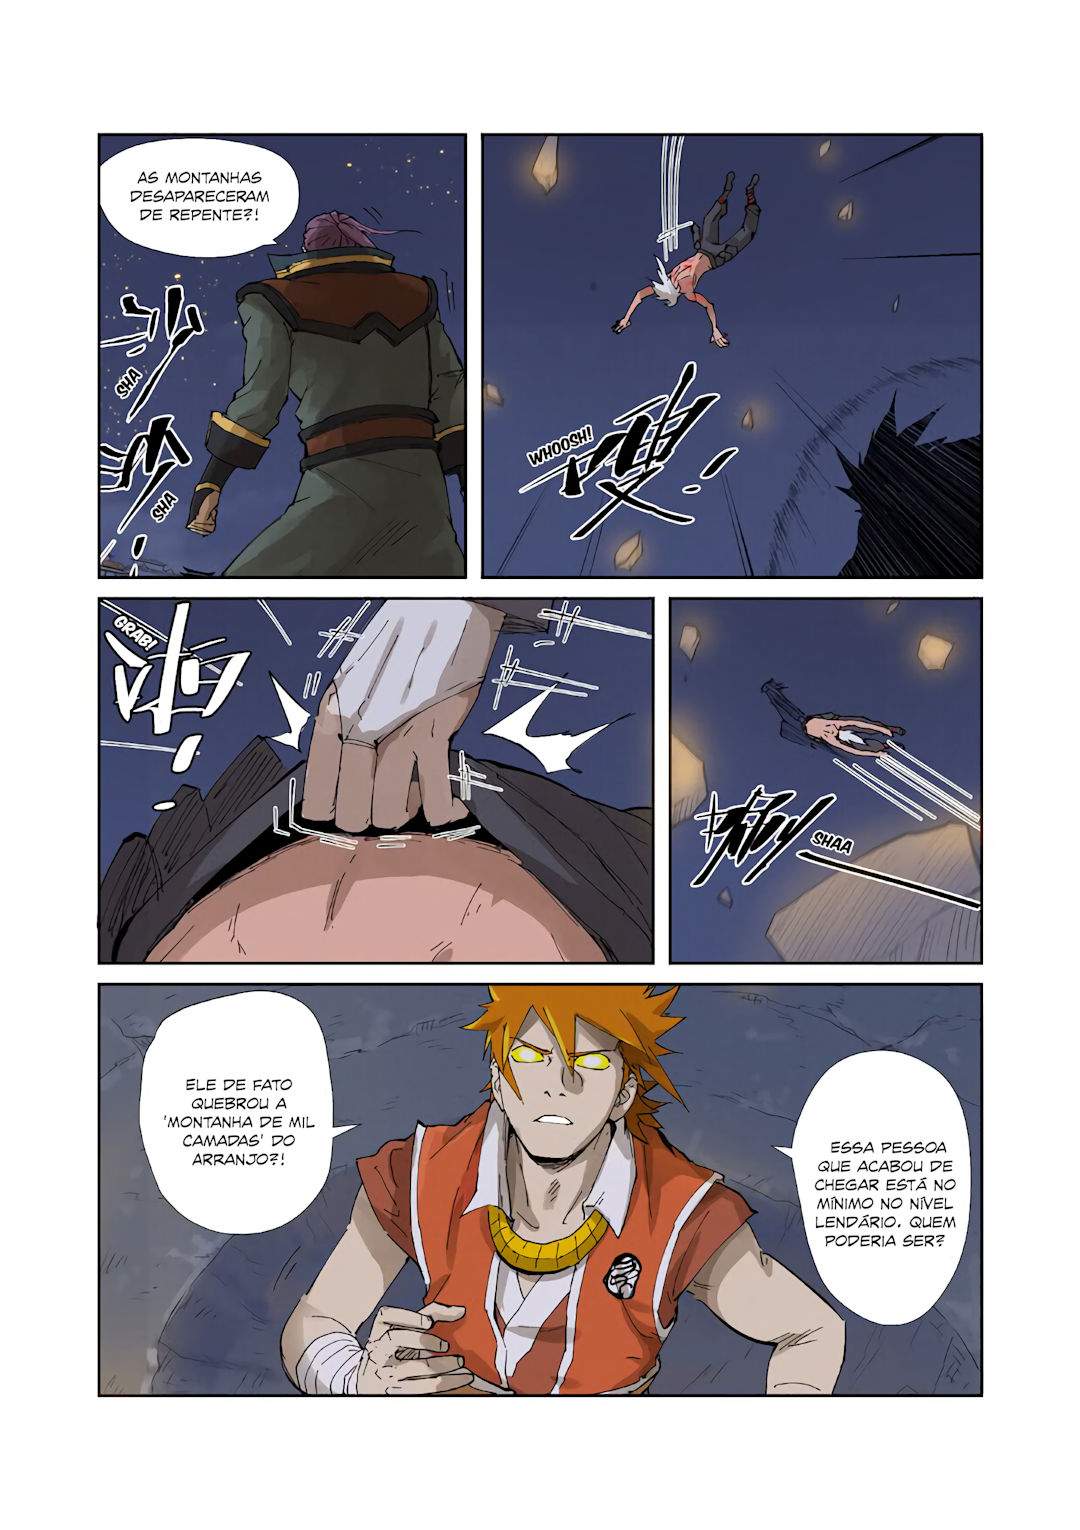 AS MONTANHAS
DESAPARECERAM
DE REPENTE?!
SHA
SHA
WHOOSH!
嗖
GRAB!
SHAA
ELE DE FATO
QUEBROU A
'MONTANHA DE MIL
CAMADAS' DO
ARRANJO?!
ESSA PESSOA
QUE ACABOU DE
CHEGAR ESTÁ NO
MÍNIMO NO NÍVEL
LENDÁRIO. QUEM
PODERIA SER?